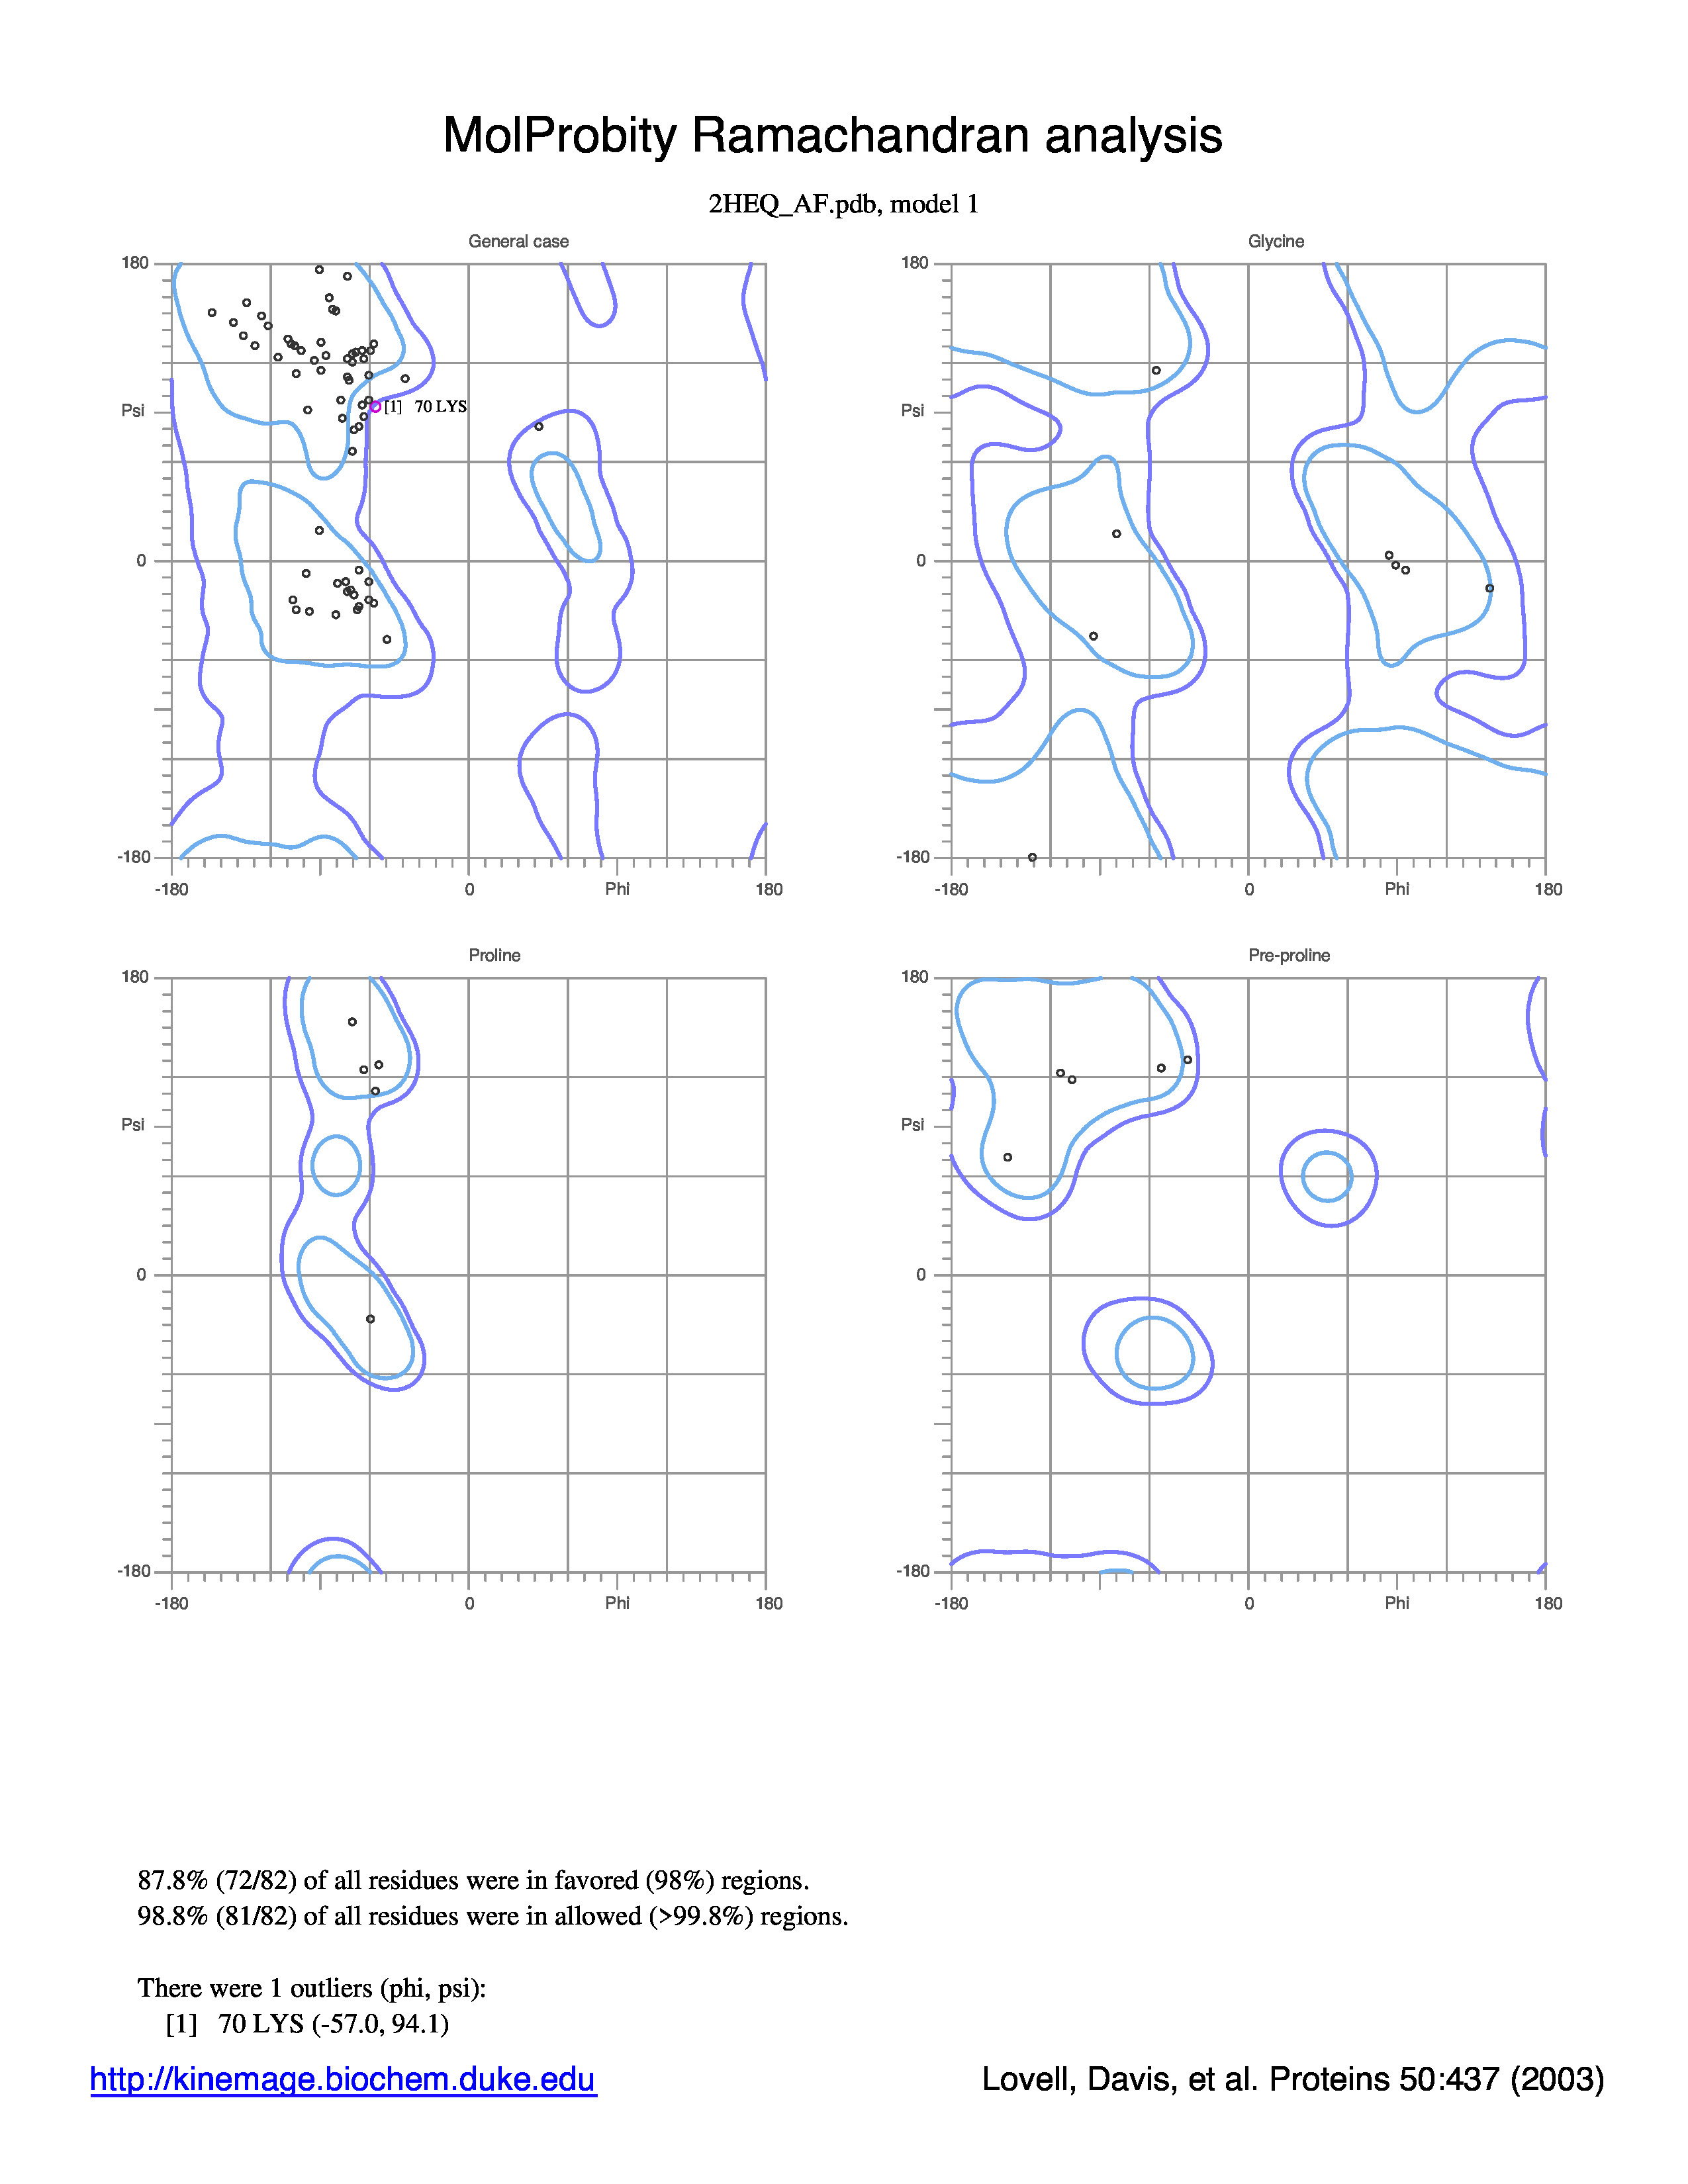 MolProbity Ramachandran analysis
2HEQ_AF.pdb, model 1
General case
180
Psi
0
-180
-180
0
Phi
180
[1] 70 LYS
Glycine
180
Psi
0
-180
-180
0
Phi
180
Proline
180
Psi
0
-180
-180
0
Phi
180
Pre-proline
180
Psi
0
-180
-180
0
Phi
180
87.8% (72/82) of all residues were in favored (98%) regions.
98.8% (81/82) of all residues were in allowed (>99.8%) regions.
There were 1 outliers (phi, psi):
[1] 70 LYS (-57.0, 94.1)
http://kinemage.biochem.duke.edu
Lovell, Davis, et al. Proteins 50:437 (2003)